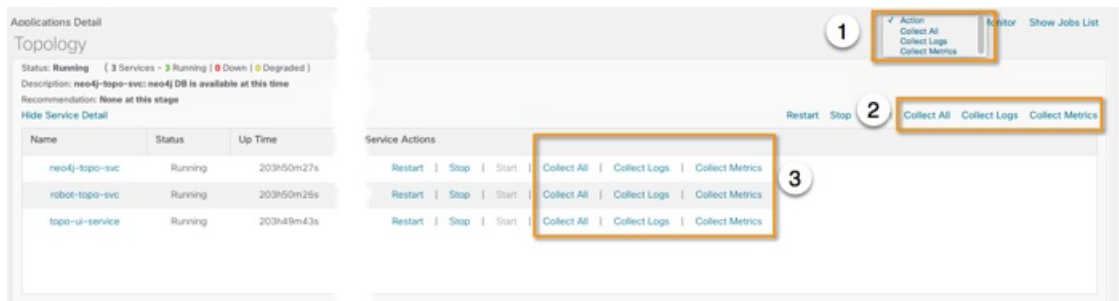 Applications Detail
Topology
Status: Running ( 3 Services - 3 Running | 0 Down | 0 Degraded )
Description: neo4j-topo-svc: neo4j DB is available at this time
Recommendation: None at this stage
Hide Service Detail
1
✓ Action
Collect All
Collect Logs
Collect Metrics
Show Jobs List
Restart Stop 2 Collect All Collect Logs Collect Metrics
Name Status Up Time Service Actions
neo4j-topo-svc Running 203h50m27s Restart | Stop | Start | Collect All | Collect Logs | Collect Metrics
robot-topo-svc Running 203h50m26s Restart | Stop | Start | Collect All | Collect Logs | Collect Metrics
topo-ui-service Running 203h49m43s Restart | Stop | Start | Collect All | Collect Logs | Collect Metrics
3